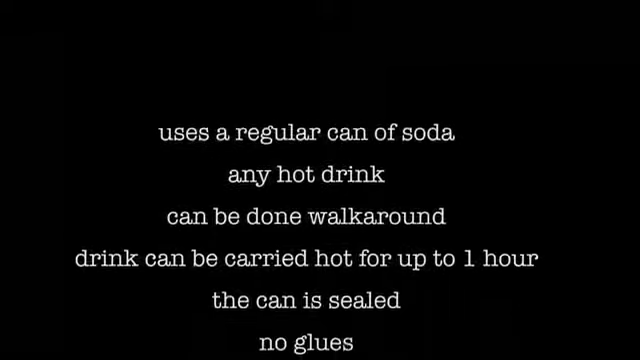 uses a regular can of soda
any hot drink
can be done walkaround
drink can be carried hot for up to 1 hour
the can is sealed
no glues